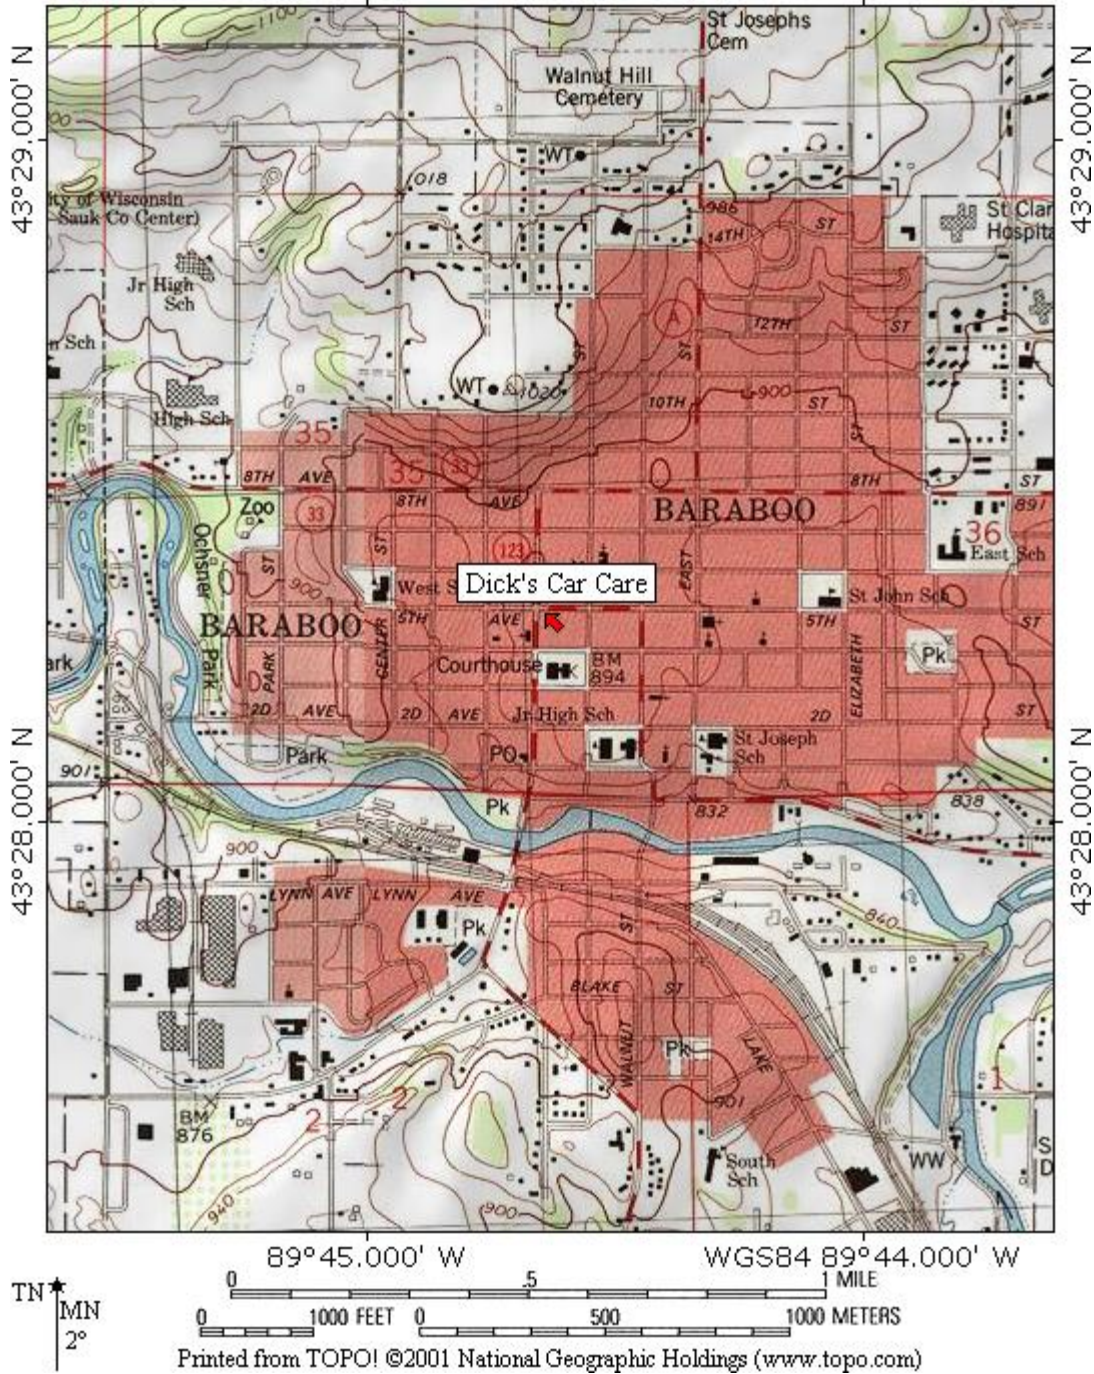 1100
St Josephs
Cem
Walnut Hill
Cemetery
43°29.000' N
43°29.000' N
WT
1018
ity of Wisconsin
Sauk Co Center)
986
14TH
ST
St Clar
Hospita
Jr High
Sch
A
12TH
ST
ST
ST
n Sch
WT
1020
900
10TH
ST
High Sch
ST
35
35
33
8TH
AVE
8TH
AVE
8TH
ST
891
Zoo
33
BARABOO
36
East Sch
Ochsner
Park
ST
ST
123
900
West S
Dick's Car Care
EAST
St John Sch
BARABOO
5TH
AVE
5TH
ST
ark
PARK
CENTER
Courthouse
BM
894
ELIZABETH
Pk
2D
AVE
2D
AVE
Jr High Sch
2D
ST
Park
PO
St Joseph
Sch
901
Pk
832
838
43°28.000' N
43°28.000' N
900
LYNN AVE
LYNN
AVE
Pk
ST
840
BLAKE
ST
WALNUT
Pk
LAKE
2
2
901
1
BM
876
South
Sch
WW
S
D
940
900
89°45.000' W
WGS84 89°44.000' W
TN
MN
2°
0 .5 1 MILE
0 1000 FEET 0 500 1000 METERS
Printed from TOPO! ©2001 National Geographic Holdings (www.topo.com)